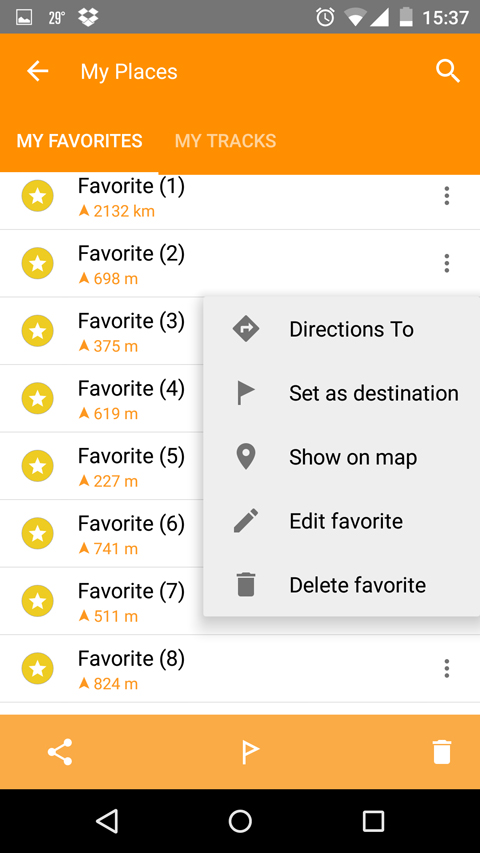 29°
15:37
My Places
MY FAVORITES
MY TRACKS
Favorite (1)
2132 km
Favorite (2)
698 m
Favorite (3)
375 m
Favorite (4)
619 m
Favorite (5)
227 m
Favorite (6)
741 m
Favorite (7)
511 m
Favorite (8)
824 m
Directions To
Set as destination
Show on map
Edit favorite
Delete favorite